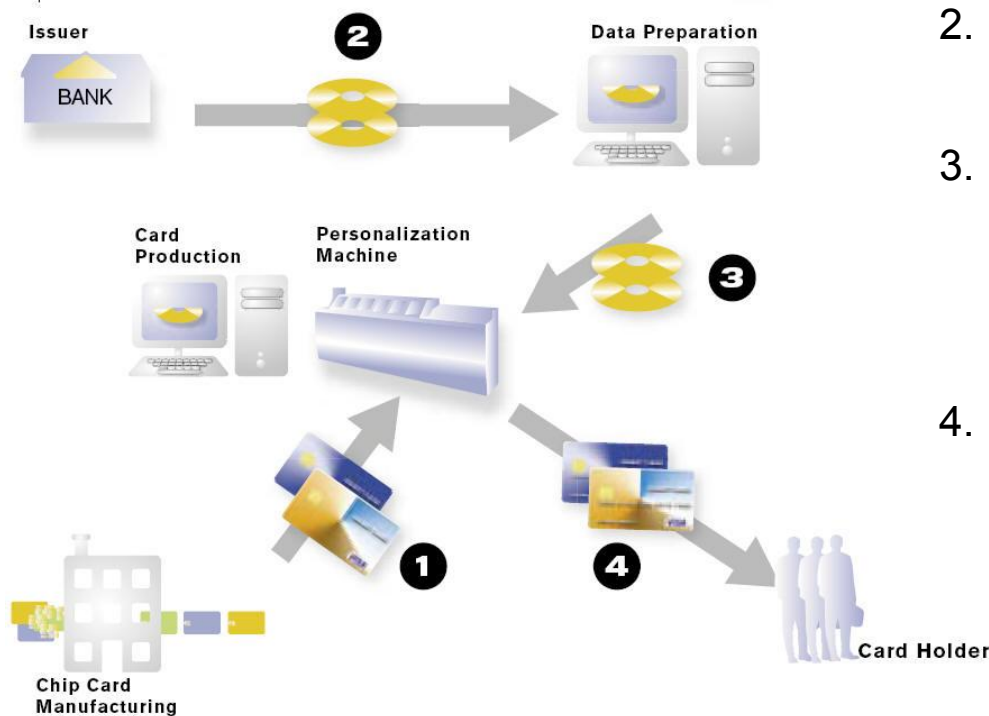 Issuer
BANK
2
Data Preparation
2.
3.
Card
Production
Personalization
Machine
3
4.
1
4
Card Holder
Chip Card
Manufacturing